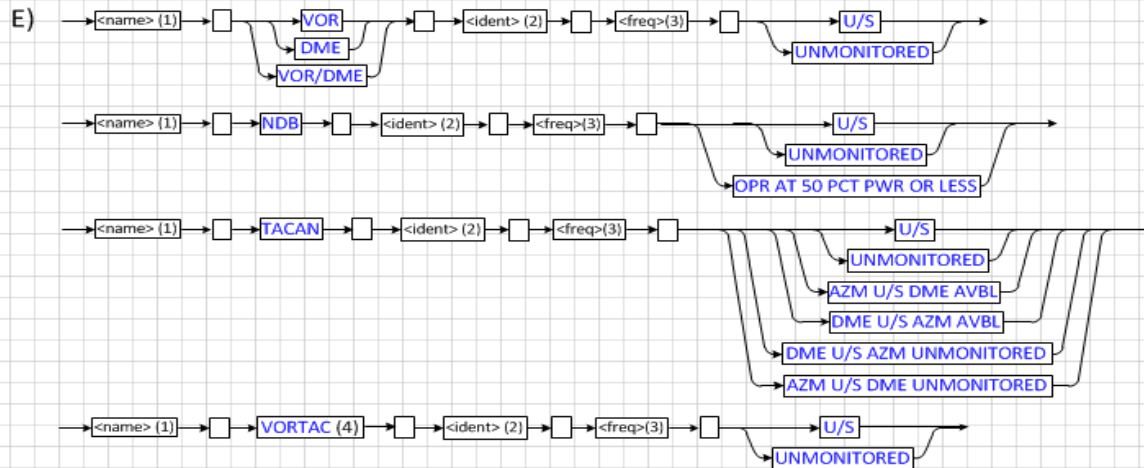 E) <name> (1) VOR <ident> (2) <freq>(3) U/S
DME UNMONITORED
VOR/DME
<name> (1) NDB <ident> (2) <freq>(3) U/S
UNMONITORED
OPR AT 50 PCT PWR OR LESS
<name> (1) TACAN <ident> (2) <freq>(3) U/S
UNMONITORED
AZM U/S DME AVBL
DME U/S AZM AVBL
DME U/S AZM UNMONITORED
AZM U/S DME UNMONITORED
<name> (1) VORTAC (4) <ident> (2) <freq>(3) U/S
UNMONITORED